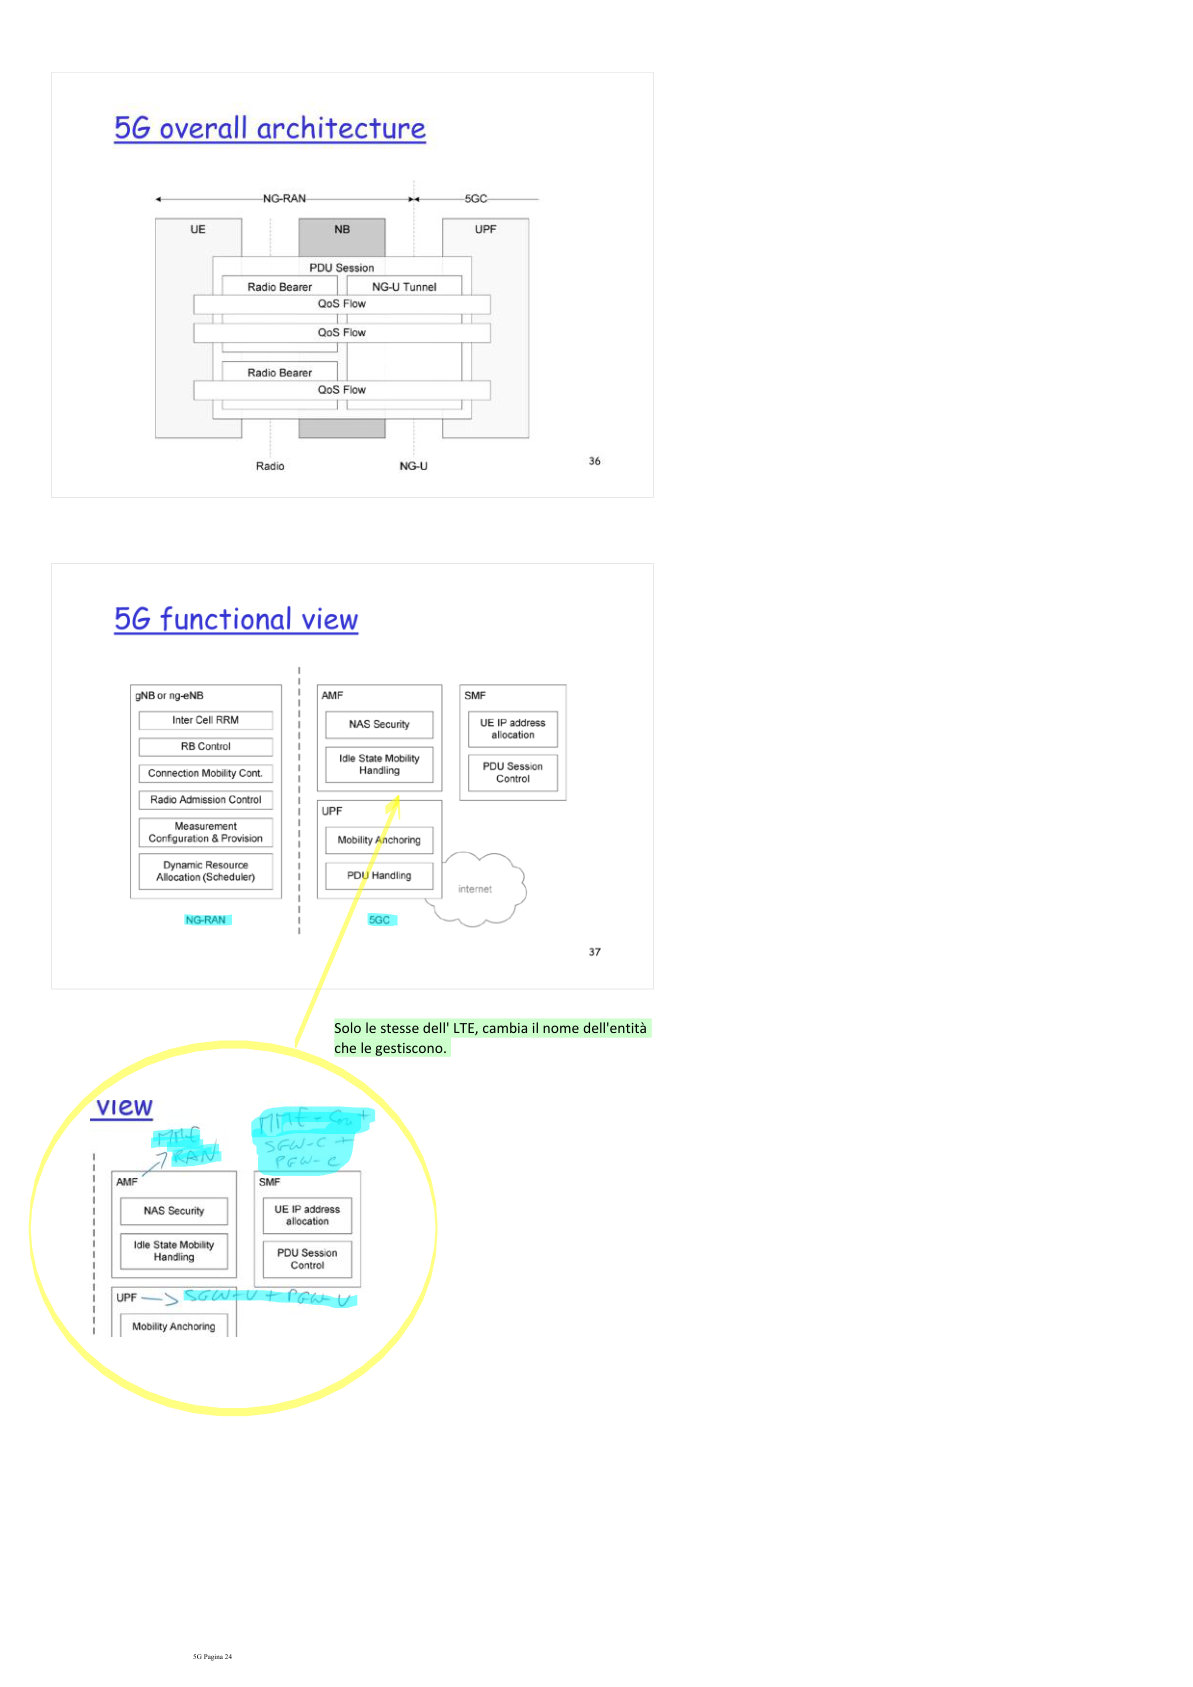 5G overall architecture
NG-RAN
5GC
UE
NB
UPF
PDU Session
Radio Bearer
NG-U Tunnel
QoS Flow
QoS Flow
Radio Bearer
QoS Flow
Radio
NG-U
36
5G functional view
gNB or ng-eNB
Inter Cell RRM
RB Control
Connection Mobility Cont.
Radio Admission Control
Measurement
Configuration & Provision
Dynamic Resource
Allocation (Scheduler)
NG-RAN
AMF
NAS Security
Idle State Mobility
Handling
SMF
UE IP address
allocation
PDU Session
Control
UPF
Mobility Anchoring
PDU Handling
internet
5GC
37
Solo le stesse dell' LTE, cambia il nome dell'entità
che le gestiscono.
view
MME
RAN
MME-
SGW-C +
PGW-C
AMF
NAS Security
Idle State Mobility
Handling
SMF
UE IP address
allocation
PDU Session
Control
UPF
SGW-U + PGW-U
Mobility Anchoring
5G Pagina 24